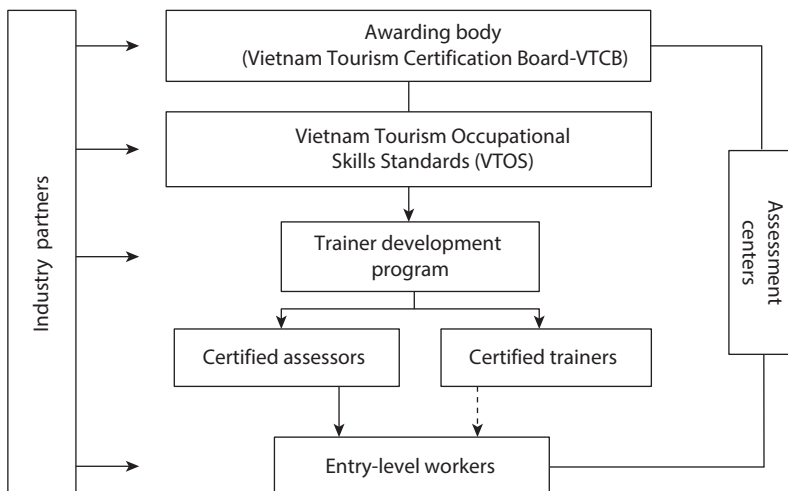 Awarding body
(Vietnam Tourism Certification Board-VTCB)
Vietnam Tourism Occupational
Skills Standards (VTOS)
Industry partners
Trainer development
program
Assessment
centers
Certified assessors
Certified trainers
Entry-level workers